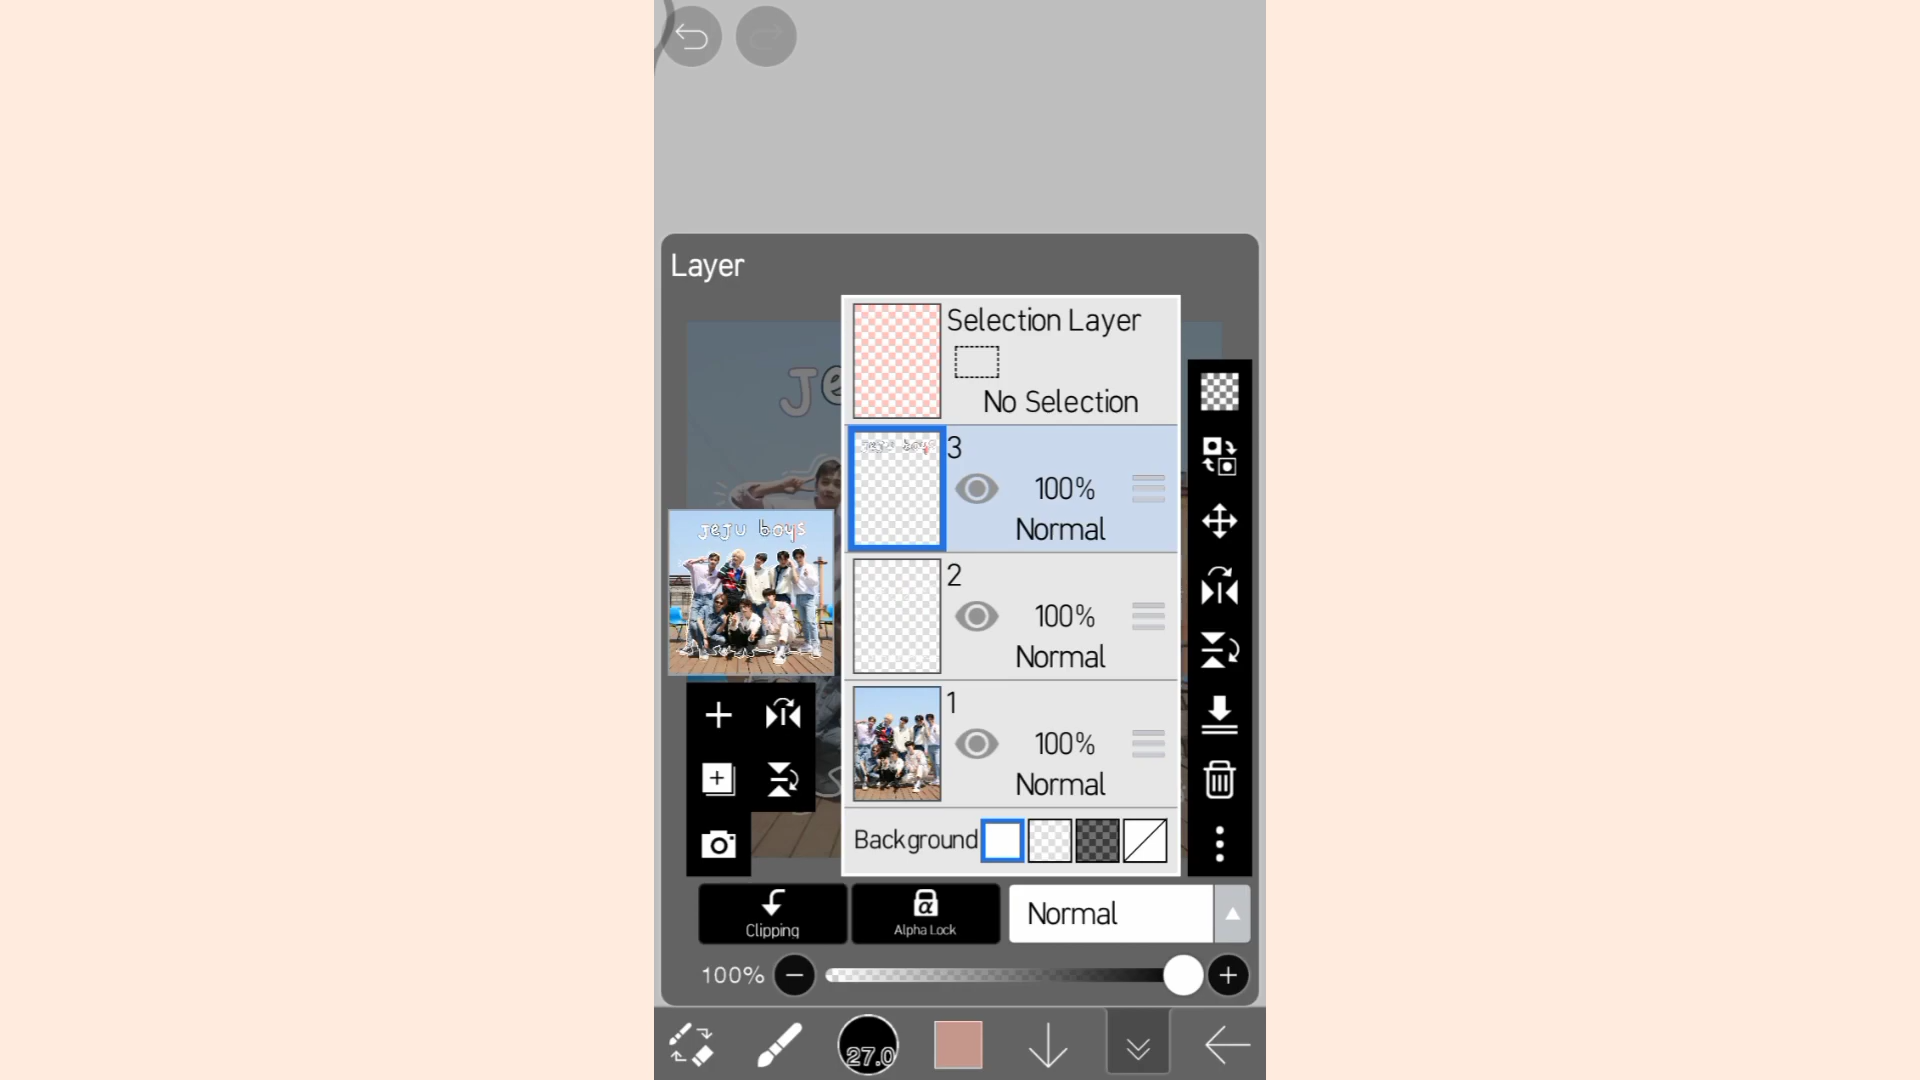 Layer
Selection Layer
No Selection
3
100%
Normal
jeju boys
2
100%
Normal
1
100%
Normal
Background
Clipping
α
Alpha Lock
Normal
100%
27.0